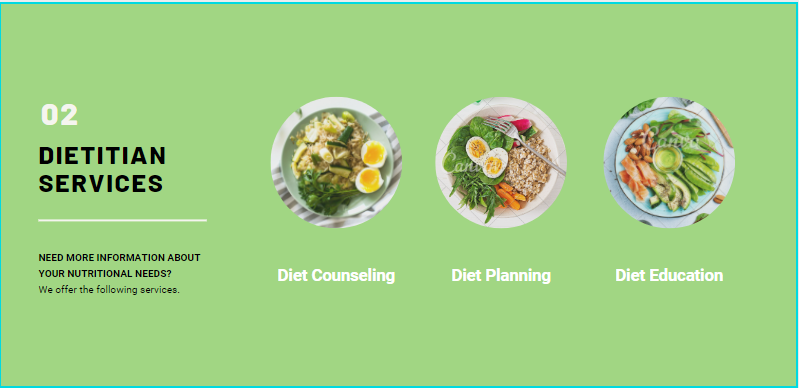 02
DIETITIAN
SERVICES
NEED MORE INFORMATION ABOUT
YOUR NUTRITIONAL NEEDS?
We offer the following services.
Diet Counseling
Diet Planning
Diet Education